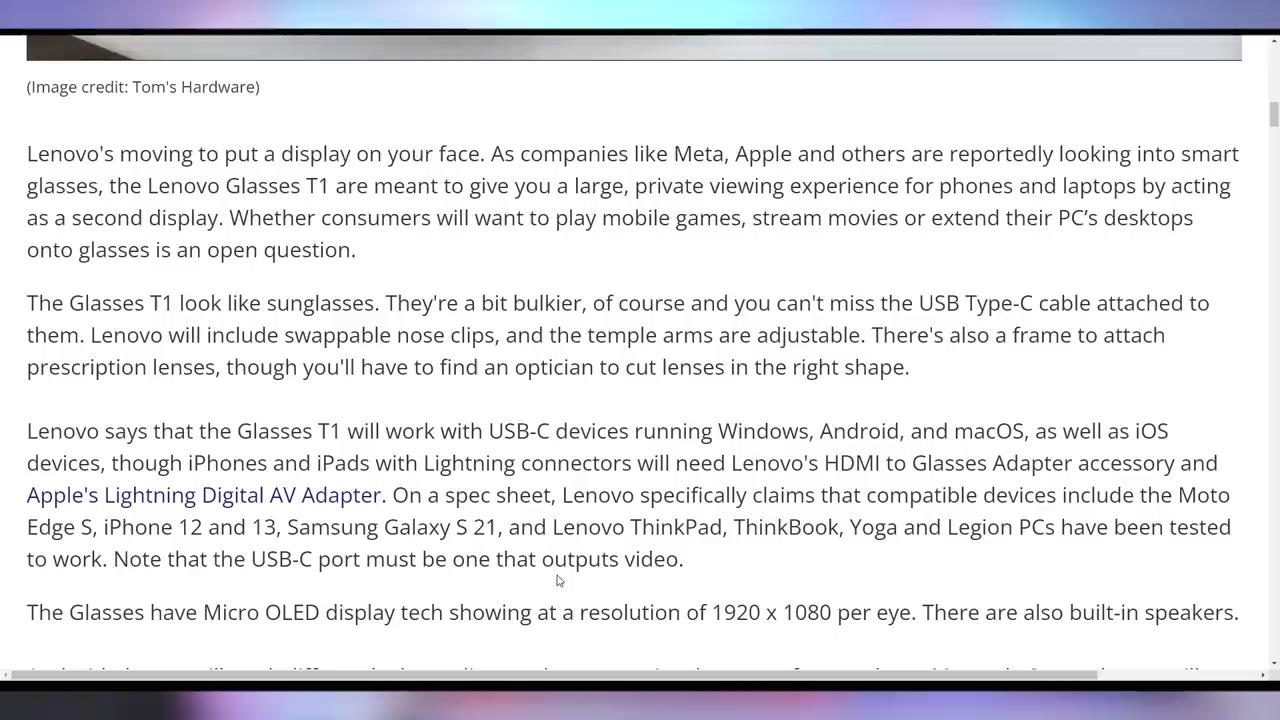 (Image credit: Tom's Hardware)
Lenovo's moving to put a display on your face. As companies like Meta, Apple and others are reportedly looking into smart
glasses, the Lenovo Glasses T1 are meant to give you a large, private viewing experience for phones and laptops by acting
as a second display. Whether consumers will want to play mobile games, stream movies or extend their PC’s desktops
onto glasses is an open question.
The Glasses T1 look like sunglasses. They're a bit bulkier, of course and you can't miss the USB Type-C cable attached to
them. Lenovo will include swappable nose clips, and the temple arms are adjustable. There's also a frame to attach
prescription lenses, though you'll have to find an optician to cut lenses in the right shape.
Lenovo says that the Glasses T1 will work with USB-C devices running Windows, Android, and macOS, as well as iOS
devices, though iPhones and iPads with Lightning connectors will need Lenovo's HDMI to Glasses Adapter accessory and
Apple's Lightning Digital AV Adapter. On a spec sheet, Lenovo specifically claims that compatible devices include the Moto
Edge S, iPhone 12 and 13, Samsung Galaxy S 21, and Lenovo ThinkPad, ThinkBook, Yoga and Legion PCs have been tested
to work. Note that the USB-C port must be one that outputs video.
The Glasses have Micro OLED display tech showing at a resolution of 1920 x 1080 per eye. There are also built-in speakers.